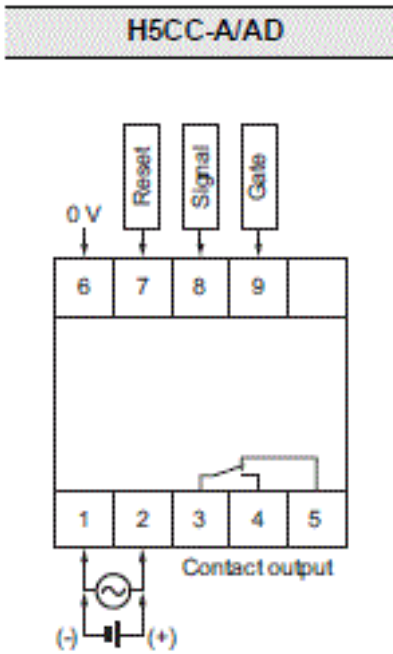 H5CC-A/AD
Reset
Signal
Gate
0 V
6 7 8 9
1 2 3 4 5
Contact output
(-) (+)